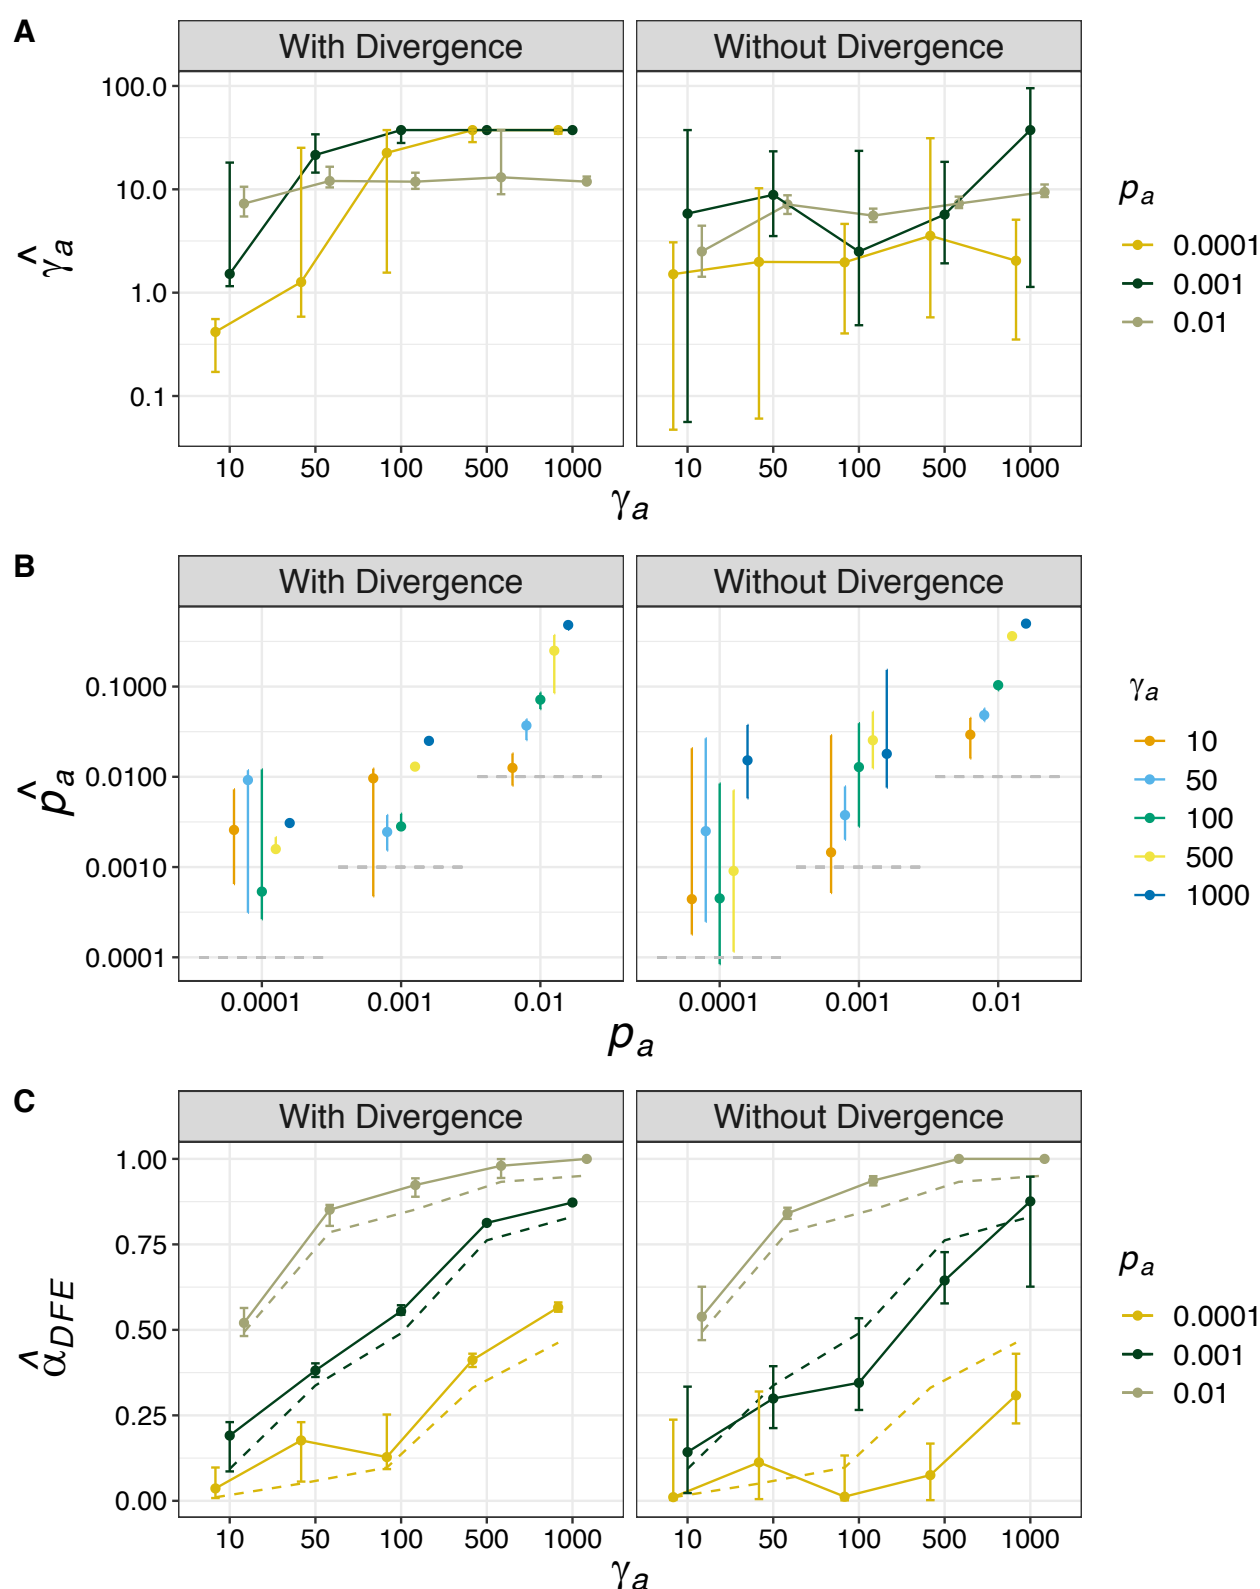 A
With Divergence
Without Divergence
100.0
10.0
1.0
0.1
γ̂a
10 50 100 500 1000
10 50 100 500 1000
γa
pa
0.0001
0.001
0.01
B
With Divergence
Without Divergence
0.1000
0.0100
0.0010
0.0001
p̂a
0.0001 0.001 0.01
0.0001 0.001 0.01
pa
γa
10
50
100
500
1000
C
With Divergence
Without Divergence
1.00
0.75
0.50
0.25
0.00
α̂DFE
10 50 100 500 1000
10 50 100 500 1000
γa
pa
0.0001
0.001
0.01